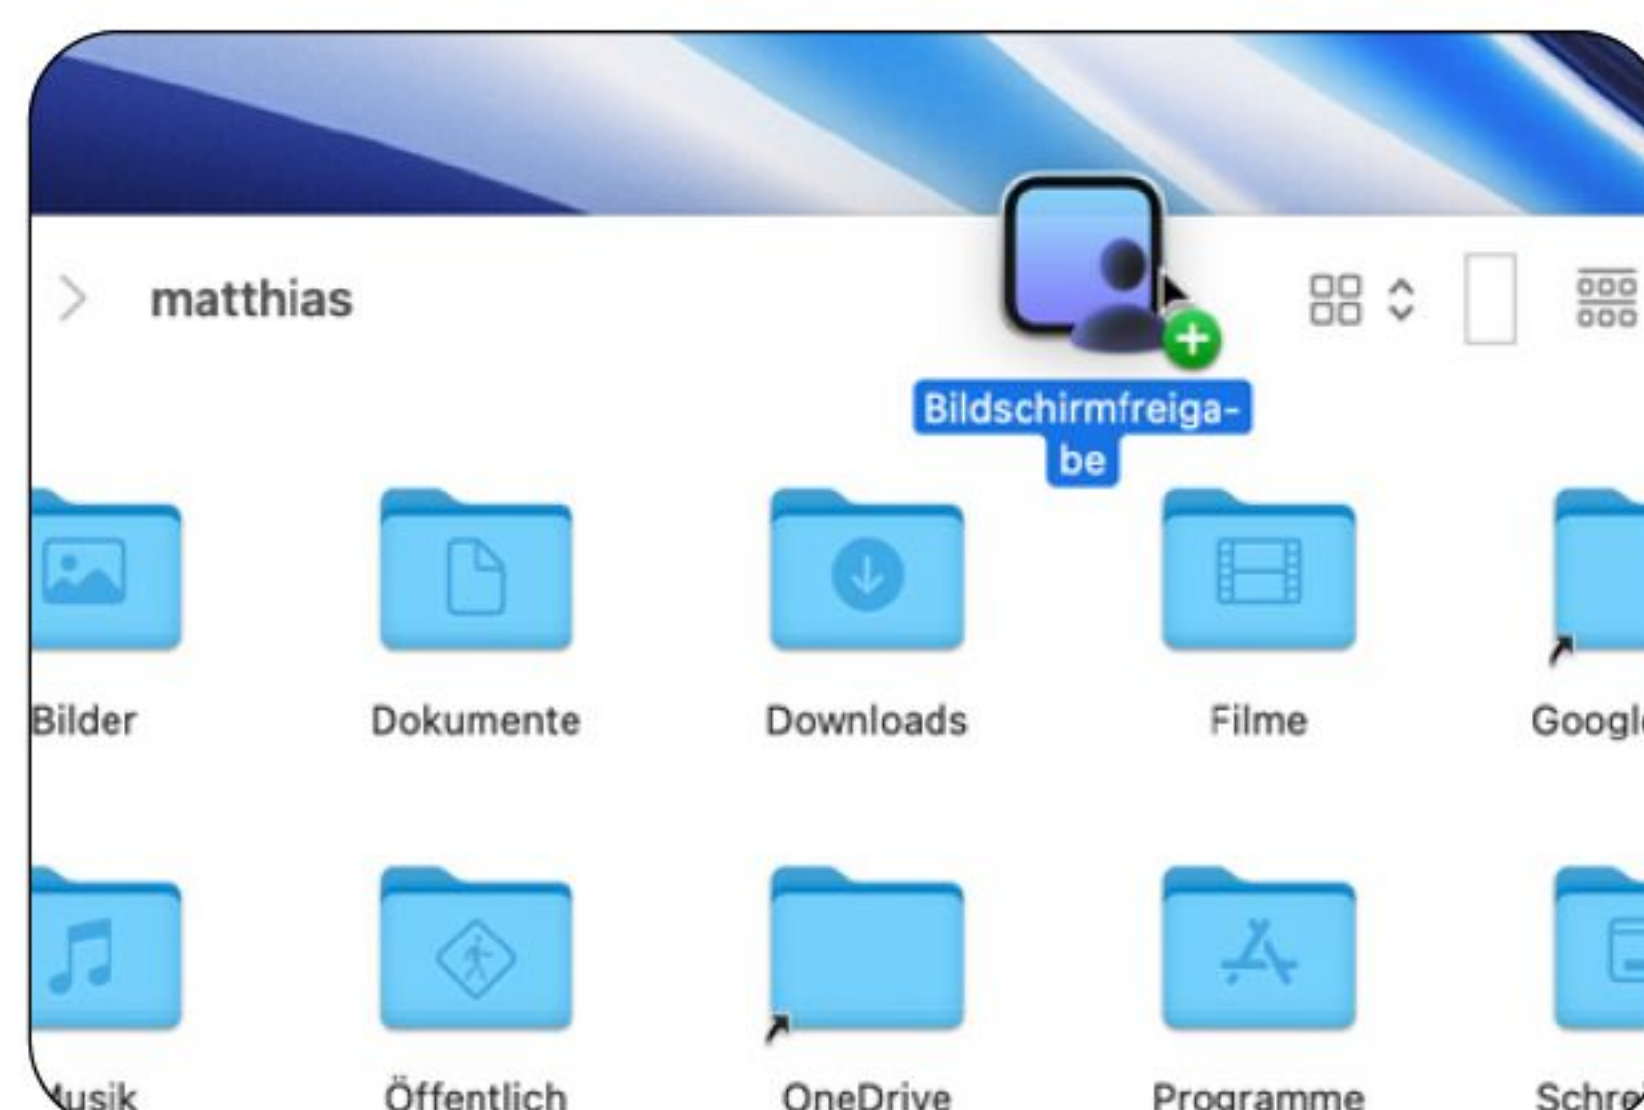 matthias
Bildschirmfreiga-
be
Bilder
Dokumente
Downloads
Filme
Öffentlich
OneDrive
Programme